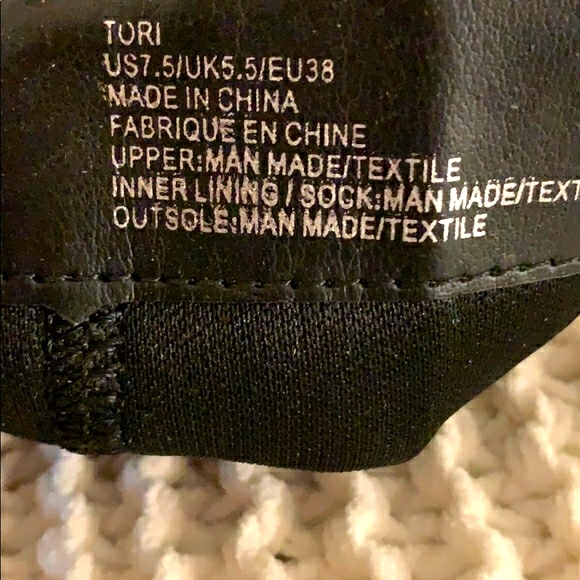 TORI
US7.5/UK5.5/EU38
MADE IN CHINA
FABRIQUE EN CHINE
UPPER:MAN MADE/TEXTILE
INNER LINING / SOCK:MAN MADE/TEXT
OUTSOLE:MAN MADE/TEXTILE